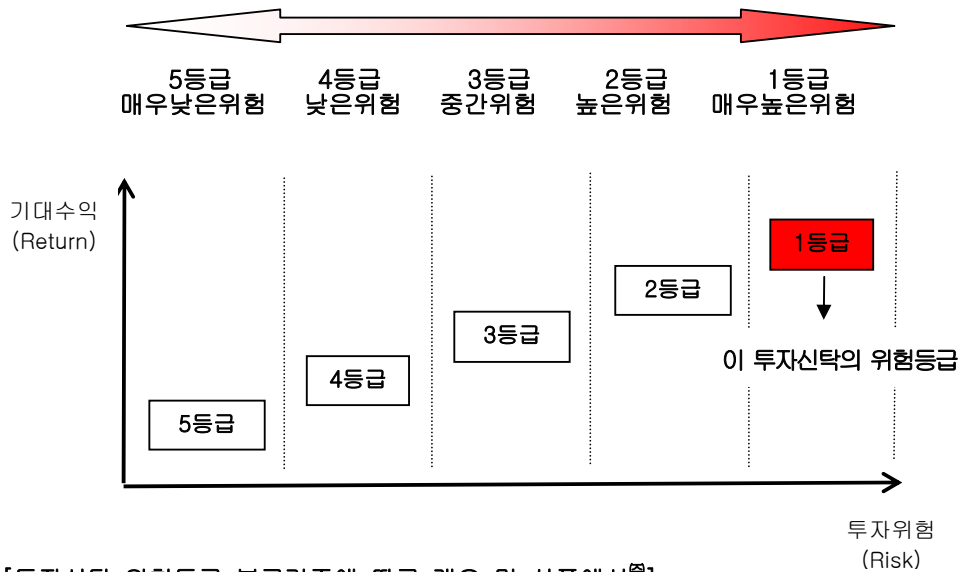 5등급 4등급 3등급 2등급 1등급
매우낮은위험 낮은위험 중간위험 높은위험 매우높은위험
기대수익
(Return)
1등급
2등급
3등급
이 투자신탁의 위험등급
4등급
5등급
투자위험
(Risk)